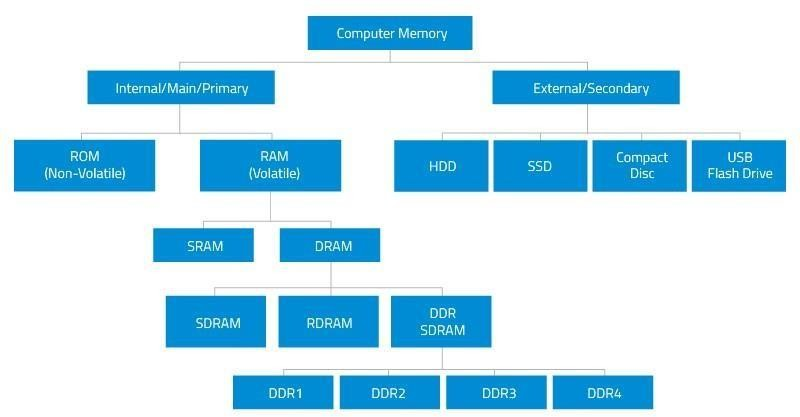 Computer Memory
Internal/Main/Primary
External/Secondary
ROM
(Non-Volatile)
RAM
(Volatile)
HDD
SSD
Compact
Disc
USB
Flash Drive
SRAM
DRAM
SDRAM
RDRAM
DDR
SDRAM
DDR1
DDR2
DDR3
DDR4